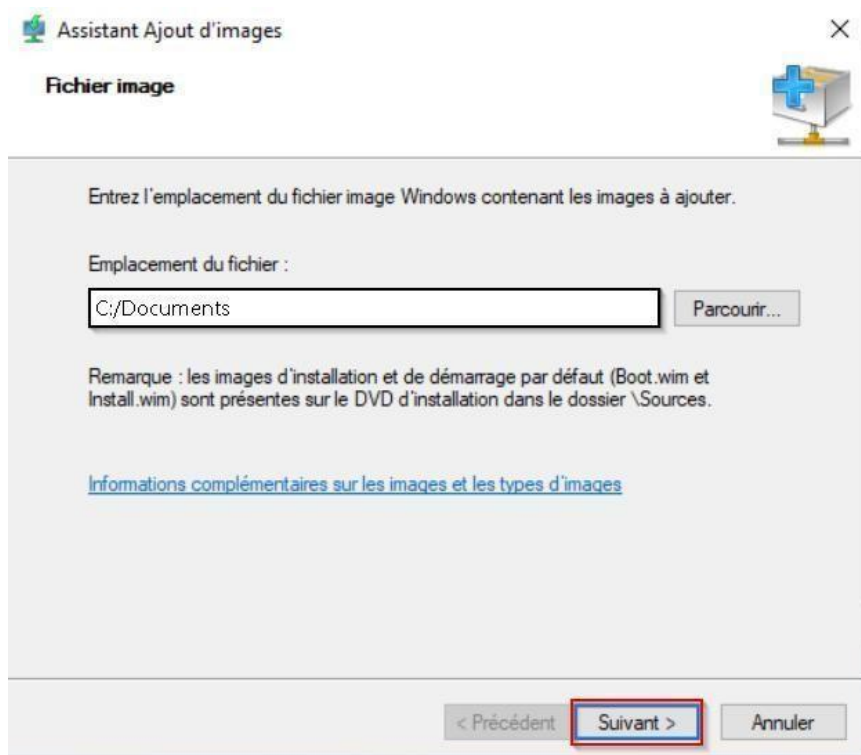 Assistant Ajout d'images
Fichier image
Entrez l'emplacement du fichier image Windows contenant les images à ajouter.
Emplacement du fichier :
C:/Documents
Parcourir...
Remarque : les images d'installation et de démarrage par défaut (Boot.wim et
Install.wim) sont présentes sur le DVD d'installation dans le dossier \Sources.
Informations complémentaires sur les images et les types d'images
< Précédent
Suivant >
Annuler